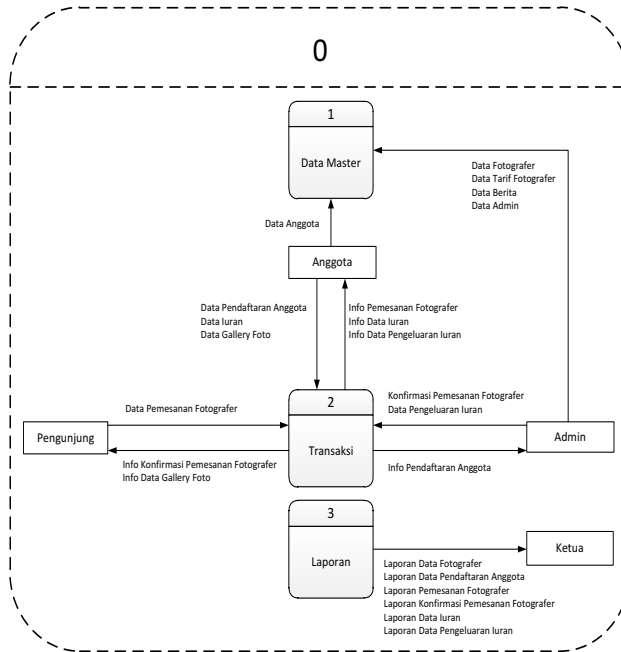 0
1
Data Master
Data Fotografer
Data Tarif Fotografer
Data Berita
Data Admin
Data Anggota
Anggota
Data Pendaftaran Anggota
Data Iuran
Data Gallery Foto
Info Pemesanan Fotografer
Info Data Iuran
Info Data Pengeluaran Iuran
2
Transaksi
Konfirmasi Pemesanan Fotografer
Data Pengeluaran Iuran
Data Pemesanan Fotografer
Pengunjung
Admin
Info Konfirmasi Pemesanan Fotografer
Info Data Gallery Foto
Info Pendaftaran Anggota
3
Laporan
Ketua
Laporan Data Fotografer
Laporan Data Pendaftaran Anggota
Laporan Pemesanan Fotografer
Laporan Konfirmasi Pemesanan Fotografer
Laporan Data Iuran
Laporan Data Pengeluaran Iuran